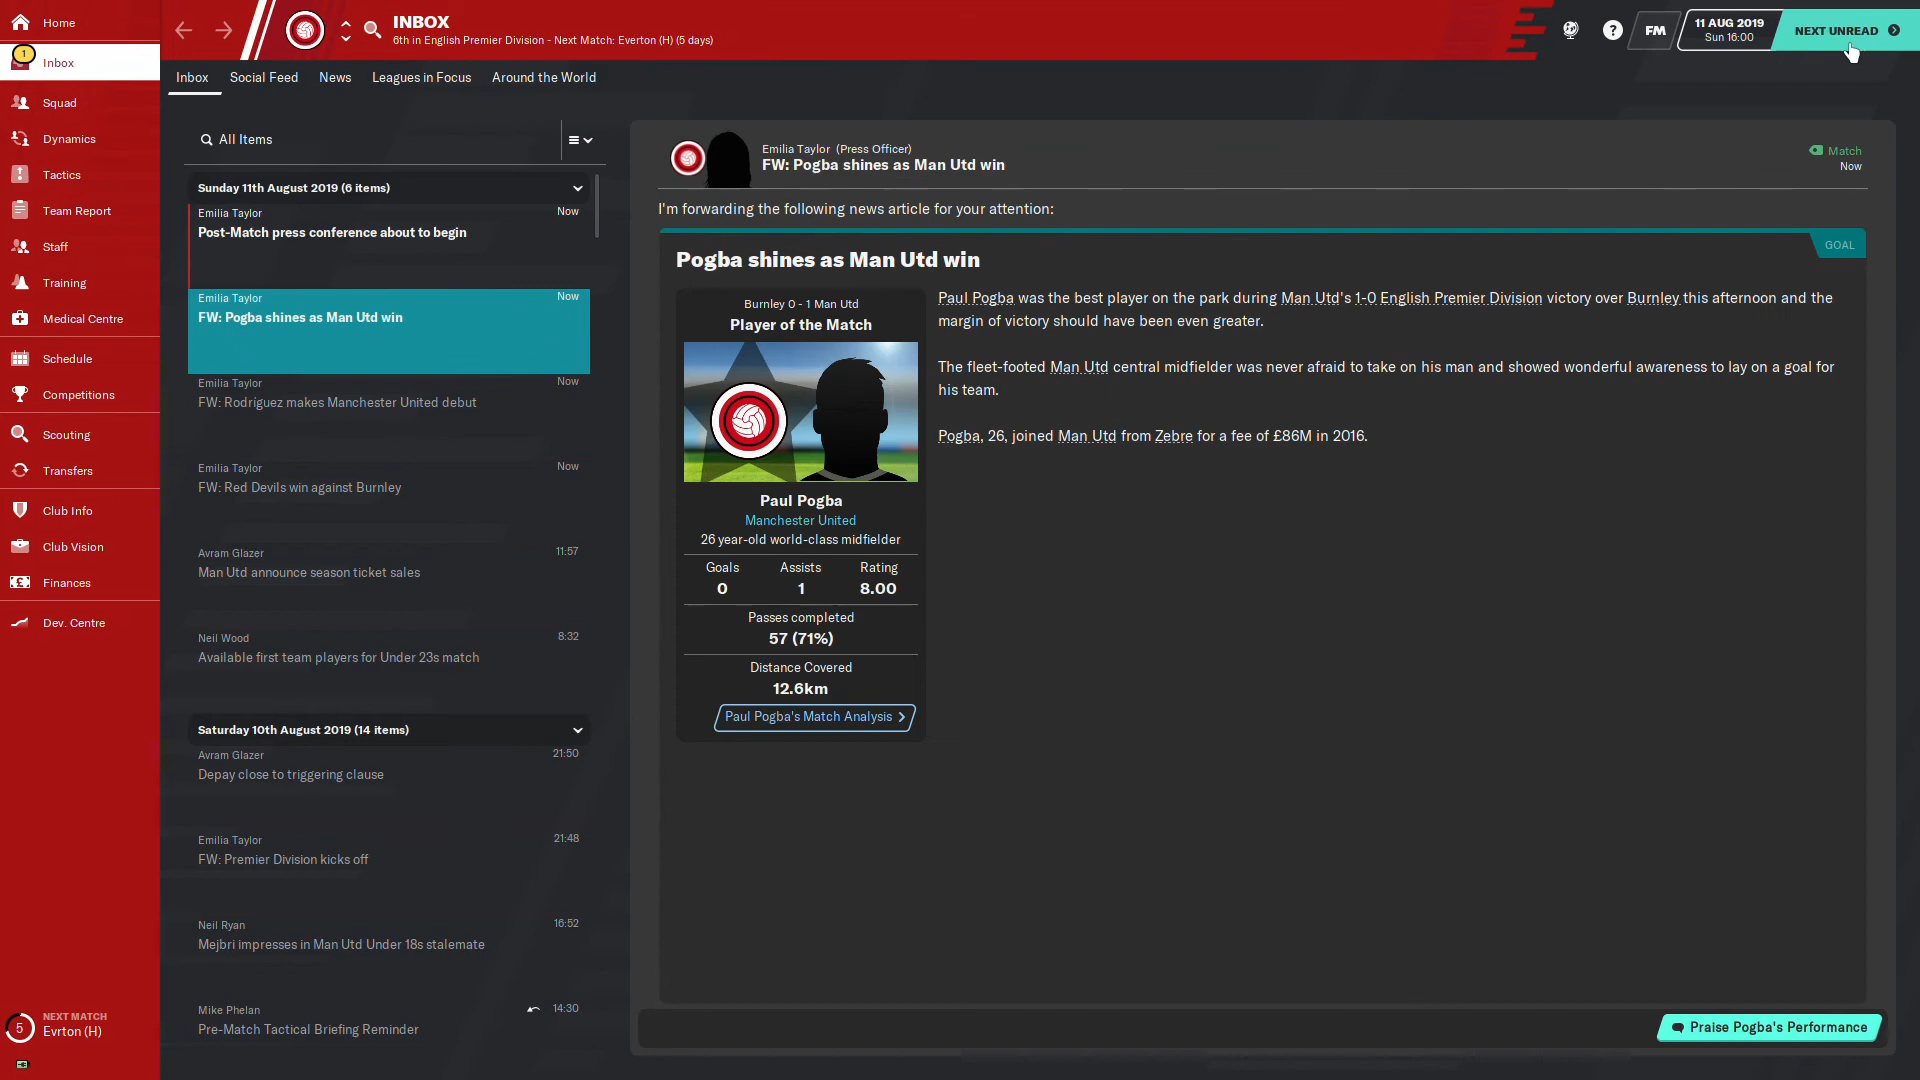 Home
1
Inbox
Squad
Dynamics
Tactics
Team Report
Staff
Training
Medical Centre
Schedule
Competitions
Scouting
Transfers
Club Info
Club Vision
Finances
Dev. Centre
5
NEXT MATCH
Evrton (H)
INBOX
6th in English Premier Division - Next Match: Everton (H) (5 days)
?
FM
11 AUG 2019
Sun 16:00
NEXT UNREAD
Inbox
Social Feed
News
Leagues in Focus
Around the World
All Items
Sunday 11th August 2019 (6 items)
Emilia Taylor
Now
Post-Match press conference about to begin
Emilia Taylor
Now
FW: Pogba shines as Man Utd win
Emilia Taylor
Now
FW: Rodríguez makes Manchester United debut
Emilia Taylor
Now
FW: Red Devils win against Burnley
Avram Glazer
11:57
Man Utd announce season ticket sales
Neil Wood
8:32
Available first team players for Under 23s match
Saturday 10th August 2019 (14 items)
Avram Glazer
21:50
Depay close to triggering clause
Emilia Taylor
21:48
FW: Premier Division kicks off
Neil Ryan
16:52
Mejbri impresses in Man Utd Under 18s stalemate
Mike Phelan
14:30
Pre-Match Tactical Briefing Reminder
Emilia Taylor (Press Officer)
FW: Pogba shines as Man Utd win
Match
Now
I'm forwarding the following news article for your attention:
GOAL
Pogba shines as Man Utd win
Burnley 0 - 1 Man Utd
Player of the Match
Paul Pogba
Manchester United
26 year-old world-class midfielder
Goals Assists Rating
0 1 8.00
Passes completed
57 (71%)
Distance Covered
12.6km
Paul Pogba's Match Analysis
Paul Pogba was the best player on the park during Man Utd's 1-0 English Premier Division victory over Burnley this afternoon and the
margin of victory should have been even greater.
The fleet-footed Man Utd central midfielder was never afraid to take on his man and showed wonderful awareness to lay on a goal for
his team.
Pogba, 26, joined Man Utd from Zebre for a fee of £86M in 2016.
Praise Pogba's Performance